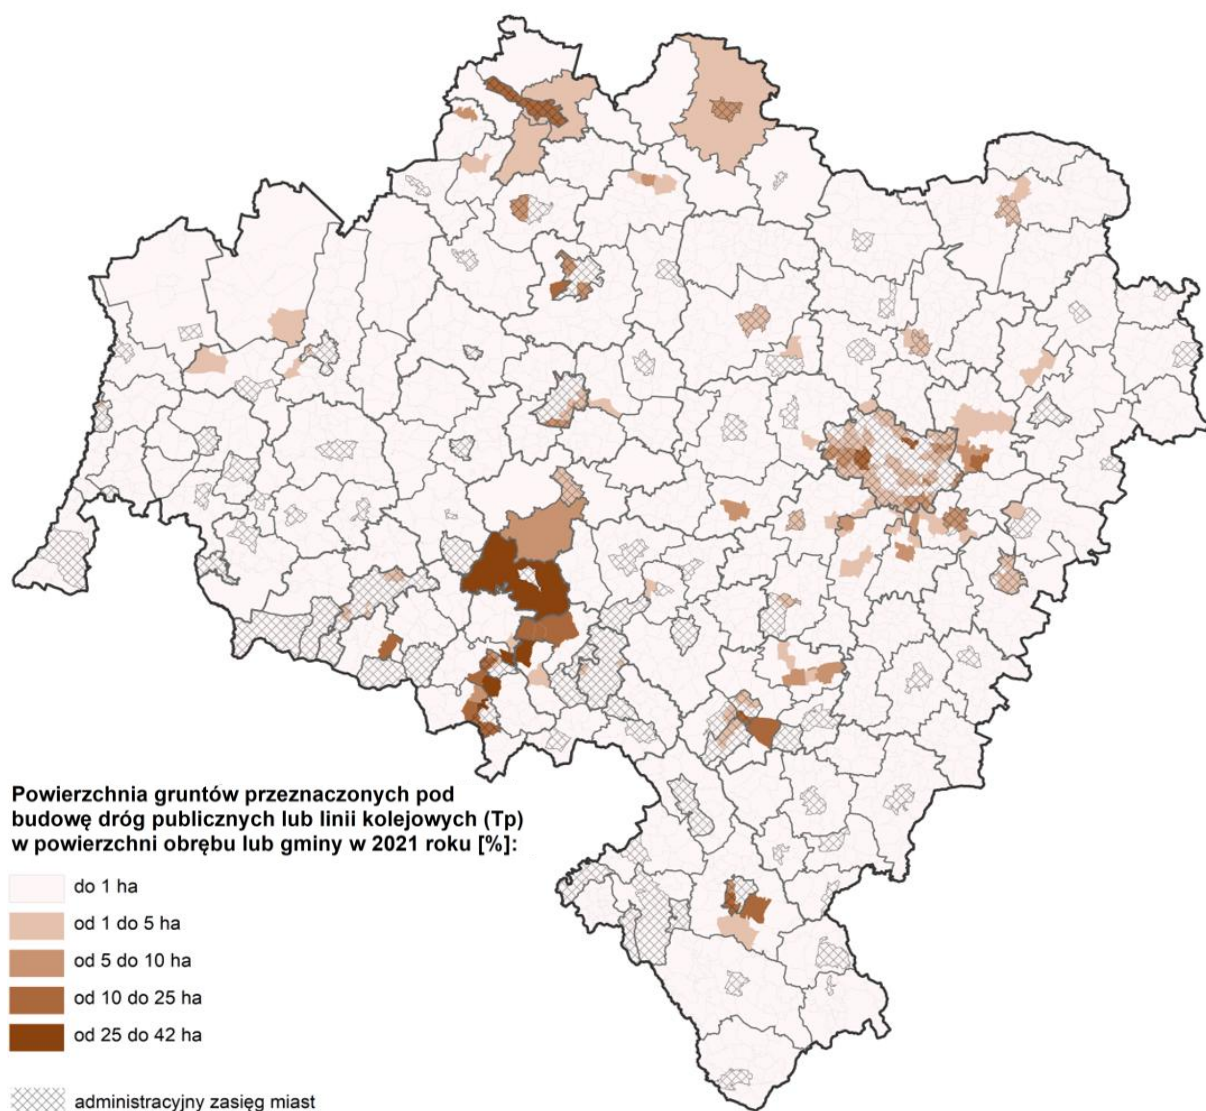 Powierzchnia gruntów przeznaczonych pod
budowę dróg publicznych lub linii kolejowych (Tp)
w powierzchni obrębu lub gminy w 2021 roku [%]:
do 1 ha
od 1 do 5 ha
od 5 do 10 ha
od 10 do 25 ha
od 25 do 42 ha
administracyjny zasięg miast